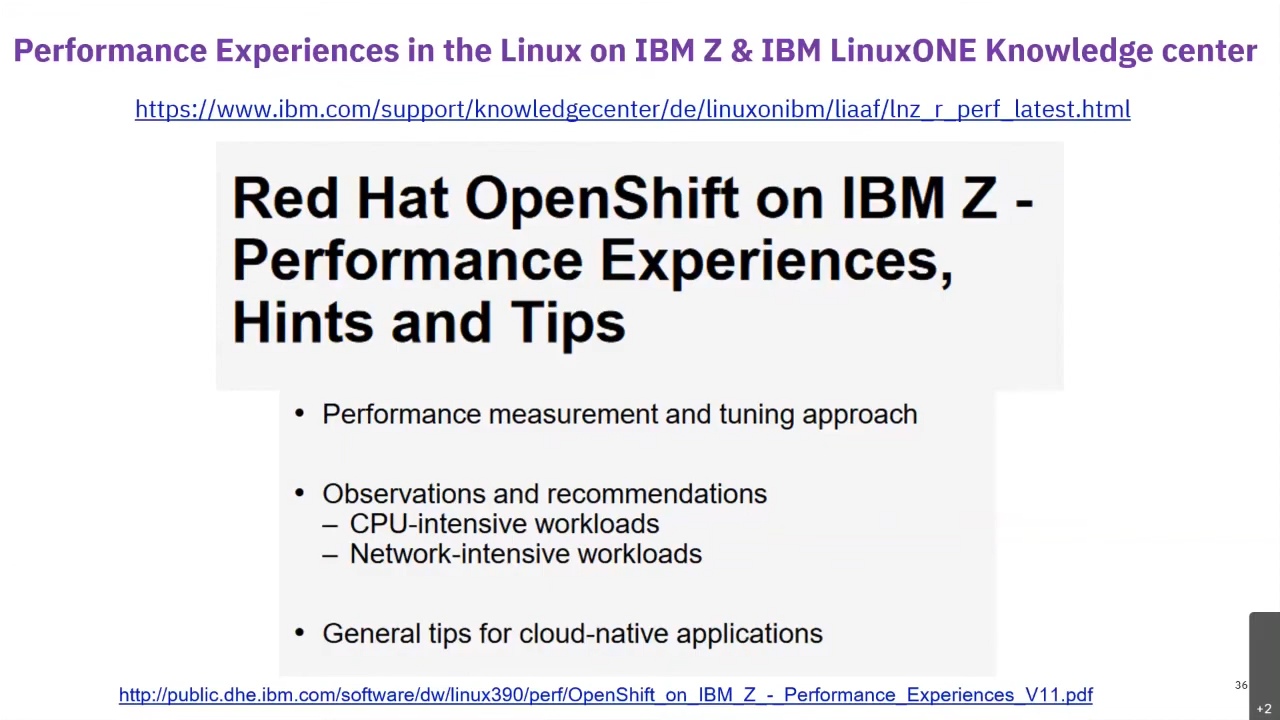 Performance Experiences in the Linux on IBM Z & IBM LinuxONE Knowledge center
https://www.ibm.com/support/knowledgecenter/de/linuxonibm/liaaf/lnz_r_perf_latest.html
Red Hat OpenShift on IBM Z -
Performance Experiences,
Hints and Tips
• Performance measurement and tuning approach
• Observations and recommendations
– CPU-intensive workloads
– Network-intensive workloads
• General tips for cloud-native applications
http://public.dhe.ibm.com/software/dw/linux390/perf/OpenShift_on_IBM_Z_-_Performance_Experiences_V11.pdf
36
+2